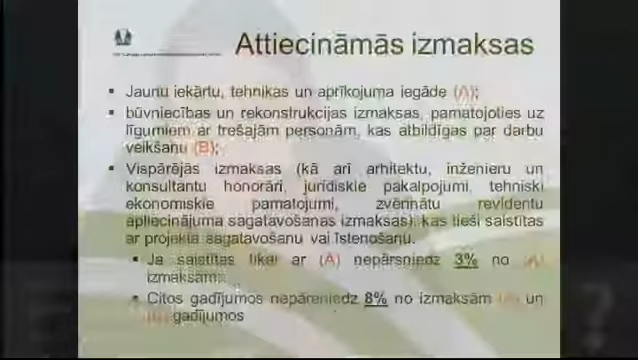 Attiecināmās izmaksas
▪ Jaunu iekārtu, tehnikas un aprīkojuma iegāde (A);
▪ būvniecības un rekonstrukcijas izmaksas, pamatojoties uz
līgumiem ar trešajām personām, kas atbildīgas par darbu
veikšanu (B);
▪ Vispārējās izmaksas (kā arī arhitektu, inženieru un
konsultantu honorāri, juridiskie pakalpojumi, tehniski
ekonomiskie pamatojumi, zvērinātu revidentu
apliecinājuma sagatavošanas izmaksas), kas tieši saistītas
ar projekta sagatavošanu vai īstenošanu.
▪ Ja saistītas tikai ar (A) nepārsniedz 3% no (A)
izmaksām
▪ Citos gadījumos nepārsniedz 8% no izmaksām (A) un
(B) gadījumos